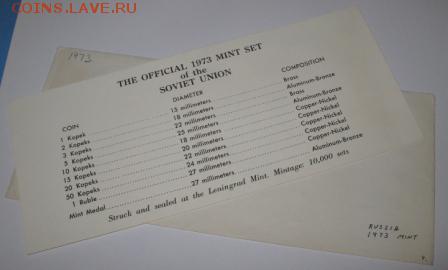 COINS.LAVE.RU
1973
THE OFFICIAL 1973 MINT SET
of the
SOVIET UNION
COIN DIAMETER COMPOSITION
1 Kopek 15 millimeters Brass
2 Kopeks 18 millimeters Aluminum-Bronze
3 Kopeks 22 millimeters Brass
5 Kopeks 25 millimeters Aluminum-Bronze
10 Kopeks 18 millimeters Copper-Nickel
15 Kopeks 20 millimeters Copper-Nickel
20 Kopeks 22 millimeters Copper-Nickel
50 Kopeks 24 millimeters Copper-Nickel
1 Ruble 27 millimeters Copper-Nickel
Mint Medal 27 millimeters Aluminum-Bronze
Struck and sealed at the Leningrad Mint. Mintage: 10,000 sets
RUSSIA
1973 MINT